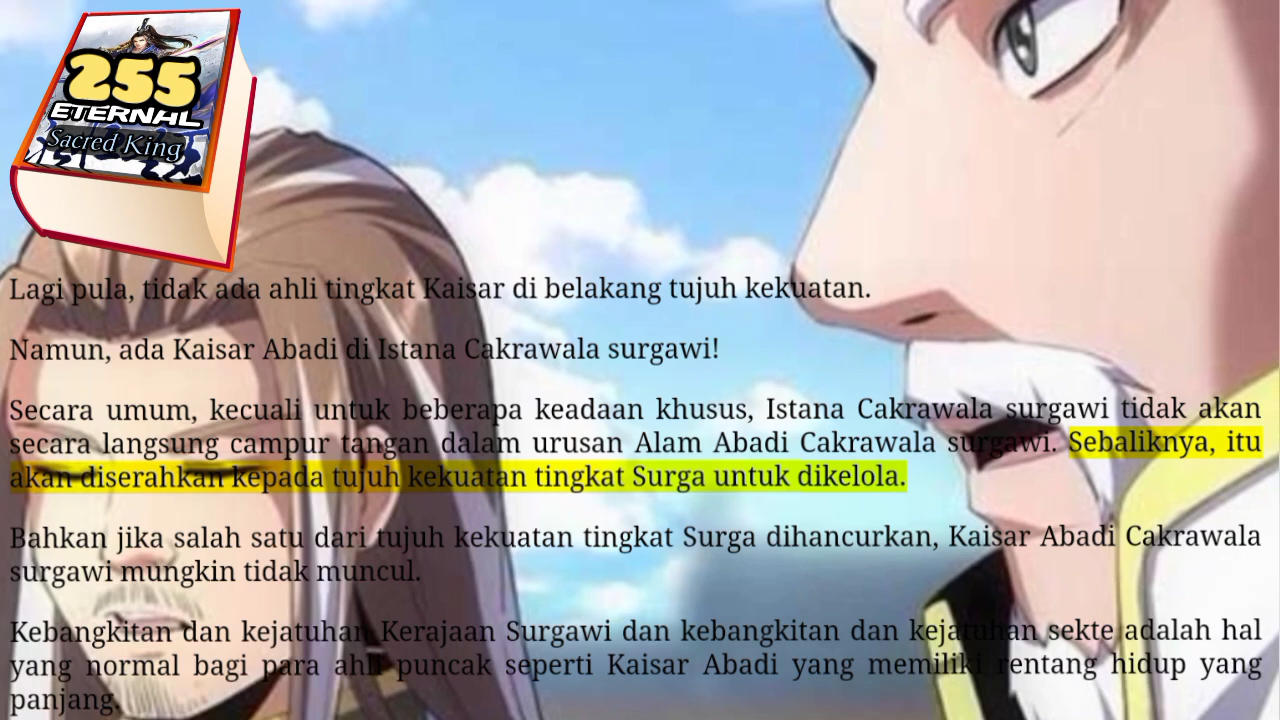 255
ETERNAL
Sacred King
Lagi pula, tidak ada ahli tingkat Kaisar di belakang tujuh kekuatan.
Namun, ada Kaisar Abadi di Istana Cakrawala surgawi!
Secara umum, kecuali untuk beberapa keadaan khusus, Istana Cakrawala surgawi tidak akan
secara langsung campur tangan dalam urusan Alam Abadi Cakrawala surgawi. Sebaliknya, itu
akan diserahkan kepada tujuh kekuatan tingkat Surga untuk dikelola.
Bahkan jika salah satu dari tujuh kekuatan tingkat Surga dihancurkan, Kaisar Abadi Cakrawala
surgawi mungkin tidak muncul.
Kebangkitan dan kejatuhan Kerajaan Surgawi dan kebangkitan dan kejatuhan sekte adalah hal
yang normal bagi para ahli puncak seperti Kaisar Abadi yang memiliki rentang hidup yang
panjang.